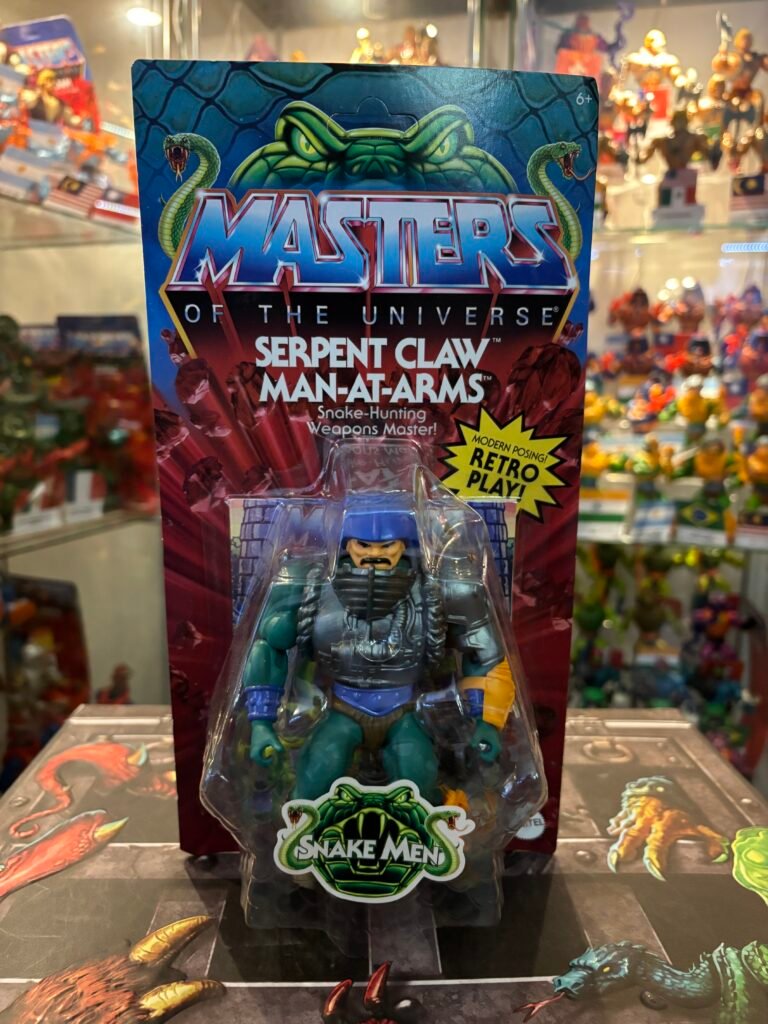 6+
MASTERS
OF THE UNIVERSE®
SERPENT CLAW™
MAN-AT-ARMS™
Snake-Hunting
Weapons Master!
MODERN POSING!
RETRO
PLAY!
SNAKE MEN
MASTERS